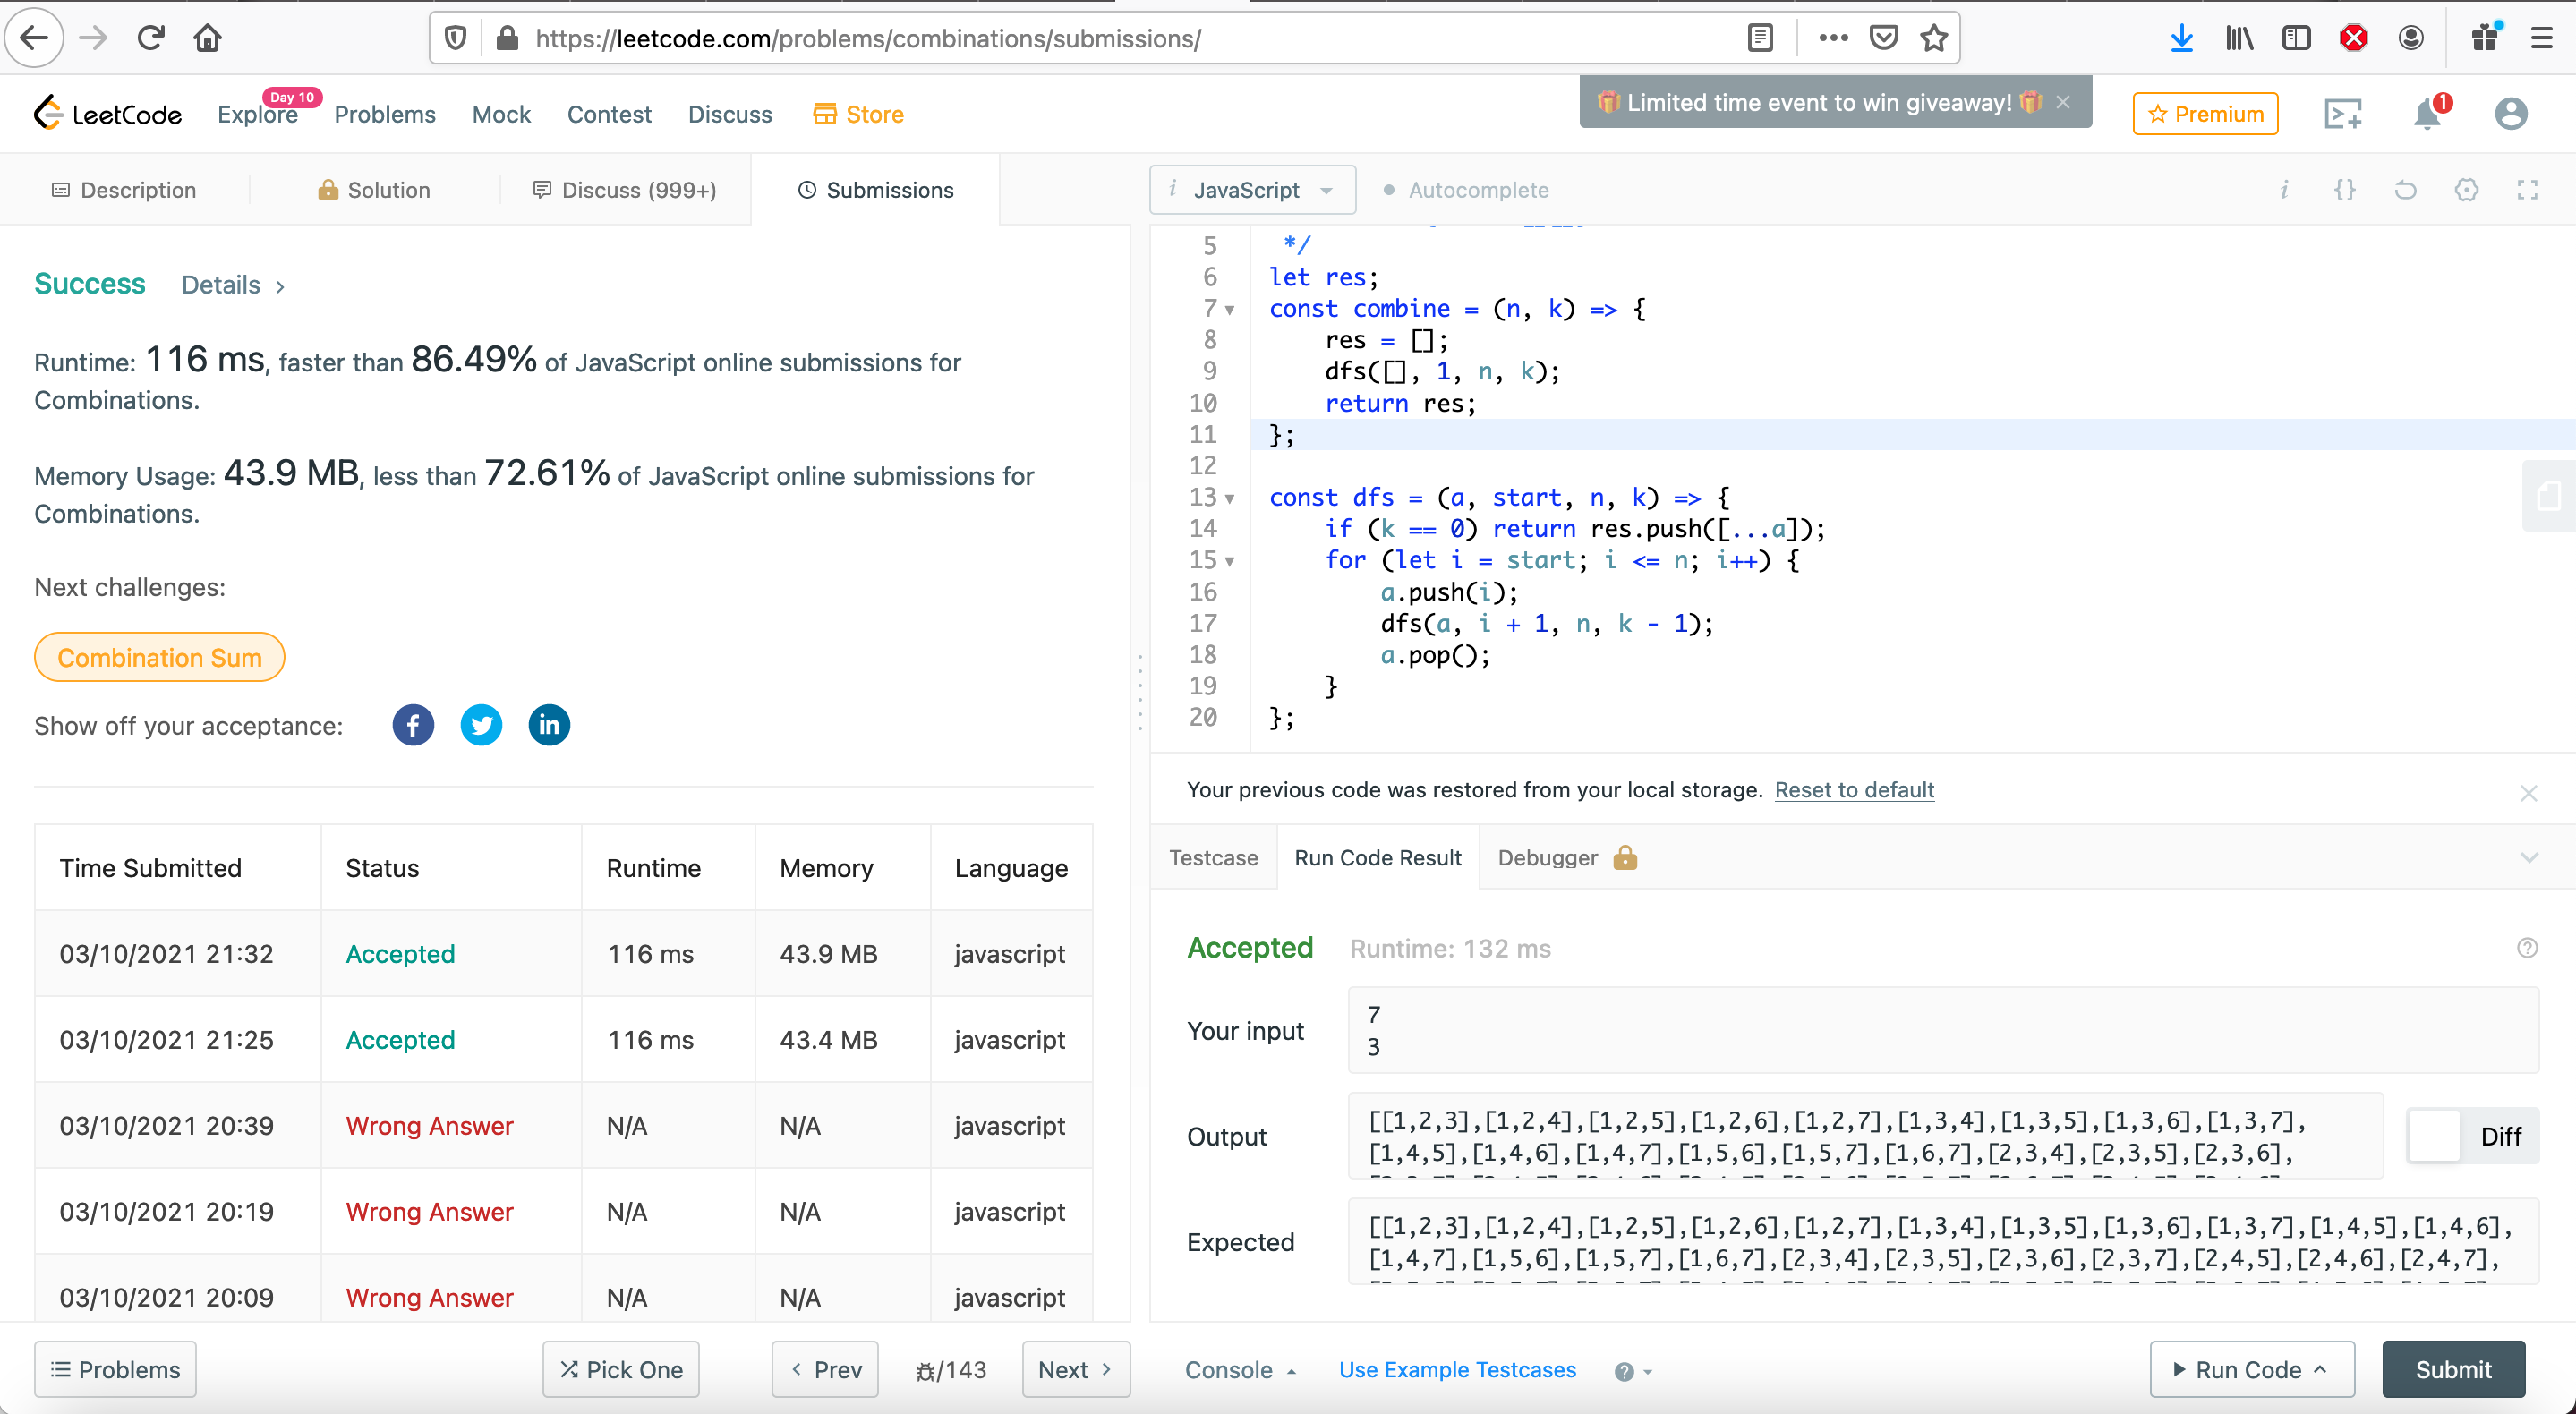 https://leetcode.com/problems/combinations/submissions/
LeetCode
Explore
Day 10
Problems
Mock
Contest
Discuss
Store
Limited time event to win giveaway!
Premium
1
Description
Solution
Discuss (999+)
Submissions
Success
Details
Runtime: 116 ms, faster than 86.49% of JavaScript online submissions for
Combinations.
Memory Usage: 43.9 MB, less than 72.61% of JavaScript online submissions for
Combinations.
Next challenges:
Combination Sum
Show off your acceptance:
Time Submitted Status Runtime Memory Language
03/10/2021 21:32 Accepted 116 ms 43.9 MB javascript
03/10/2021 21:25 Accepted 116 ms 43.4 MB javascript
03/10/2021 20:39 Wrong Answer N/A N/A javascript
03/10/2021 20:19 Wrong Answer N/A N/A javascript
03/10/2021 20:09 Wrong Answer N/A N/A javascript
Problems
Pick One
Prev
/143
Next
i JavaScript
Autocomplete
i {}
5 */
6 let res;
7 const combine = (n, k) => {
8 res = [];
9 dfs([], 1, n, k);
10 return res;
11 };
12
13 const dfs = (a, start, n, k) => {
14 if (k == 0) return res.push([...a]);
15 for (let i = start; i <= n; i++) {
16 a.push(i);
17 dfs(a, i + 1, n, k - 1);
18 a.pop();
19 }
20 };
Your previous code was restored from your local storage. Reset to default
Testcase
Run Code Result
Debugger
Accepted
Runtime: 132 ms
Your input
7
3
Output
[[1,2,3],[1,2,4],[1,2,5],[1,2,6],[1,2,7],[1,3,4],[1,3,5],[1,3,6],[1,3,7],
[1,4,5],[1,4,6],[1,4,7],[1,5,6],[1,5,7],[1,6,7],[2,3,4],[2,3,5],[2,3,6],
Diff
Expected
[[1,2,3],[1,2,4],[1,2,5],[1,2,6],[1,2,7],[1,3,4],[1,3,5],[1,3,6],[1,3,7],[1,4,5],[1,4,6],
[1,4,7],[1,5,6],[1,5,7],[1,6,7],[2,3,4],[2,3,5],[2,3,6],[2,3,7],[2,4,5],[2,4,6],[2,4,7],
Console
Use Example Testcases
Run Code
Submit